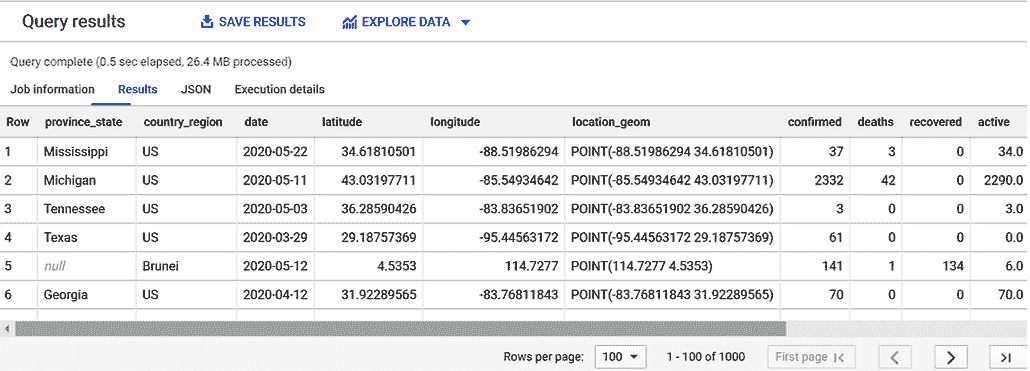 Query results SAVE RESULTS EXPLORE DATA
Query complete (0.5 sec elapsed, 26.4 MB processed)
Job information Results JSON Execution details
Row province_state country_region date latitude longitude location_geom confirmed deaths recovered active
1 Mississippi US 2020-05-22 34.61810501 -88.51986294 POINT(-88.51986294 34.61810501) 37 3 0 34.0
2 Michigan US 2020-05-11 43.03197711 -85.54934642 POINT(-85.54934642 43.03197711) 2332 42 0 2290.0
3 Tennessee US 2020-05-03 36.28590426 -83.83651902 POINT(-83.83651902 36.28590426) 3 0 0 3.0
4 Texas US 2020-03-29 29.18757369 -95.44563172 POINT(-95.44563172 29.18757369) 61 0 0 0.0
5 null Brunei 2020-05-12 4.5353 114.7277 POINT(114.7277 4.5353) 141 1 134 6.0
6 Georgia US 2020-04-12 31.92289565 -83.76811843 POINT(-83.76811843 31.92289565) 70 0 0 70.0
Rows per page: 100 1 - 100 of 1000 First page